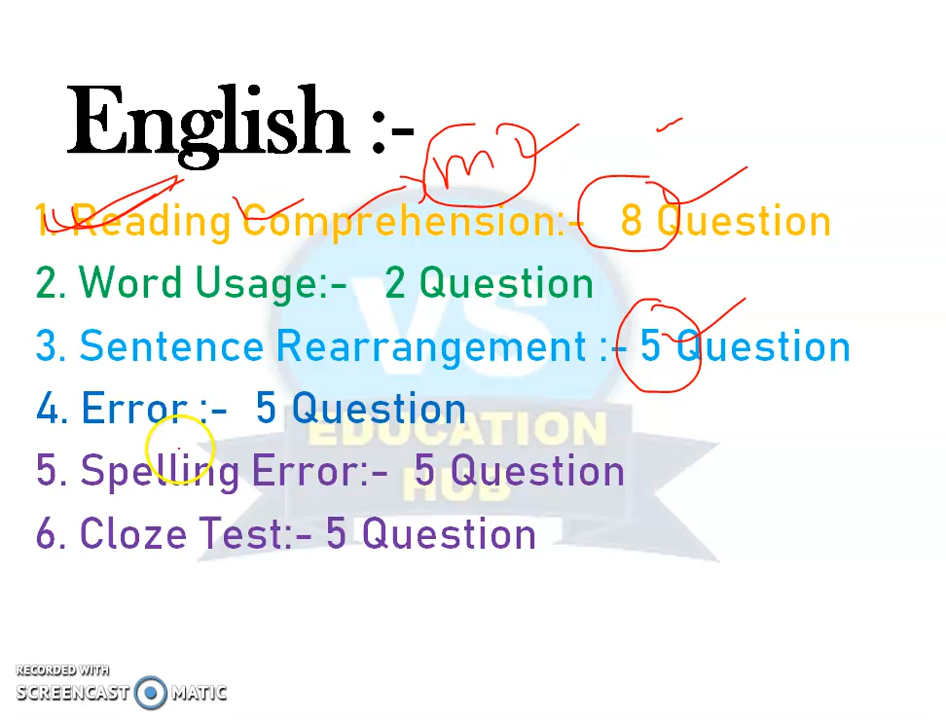 English :-
m
1. Reading Comprehension:- 8 Question
2. Word Usage:- 2 Question
3. Sentence Rearrangement :- 5 Question
4. Error :- 5 Question
5. Spelling Error:- 5 Question
6. Cloze Test:- 5 Question
VS
EDUCATION
HUB
RECORDED WITH
SCREENCAST MATIC